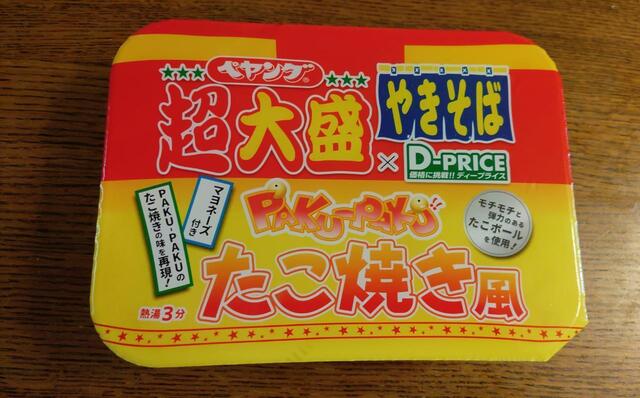 ★★★ペヤング®★★★
超大盛
やきそば
×
D-PRICE
価格に挑戦!!ディープライス
PAKU-PAKUの
たこ焼きの味を再現!
マヨネーズ
付き
PAKU-PAKU!!
モチモチと
弾力のある
たこボール
を使用!
たこ焼き風
熱湯3分